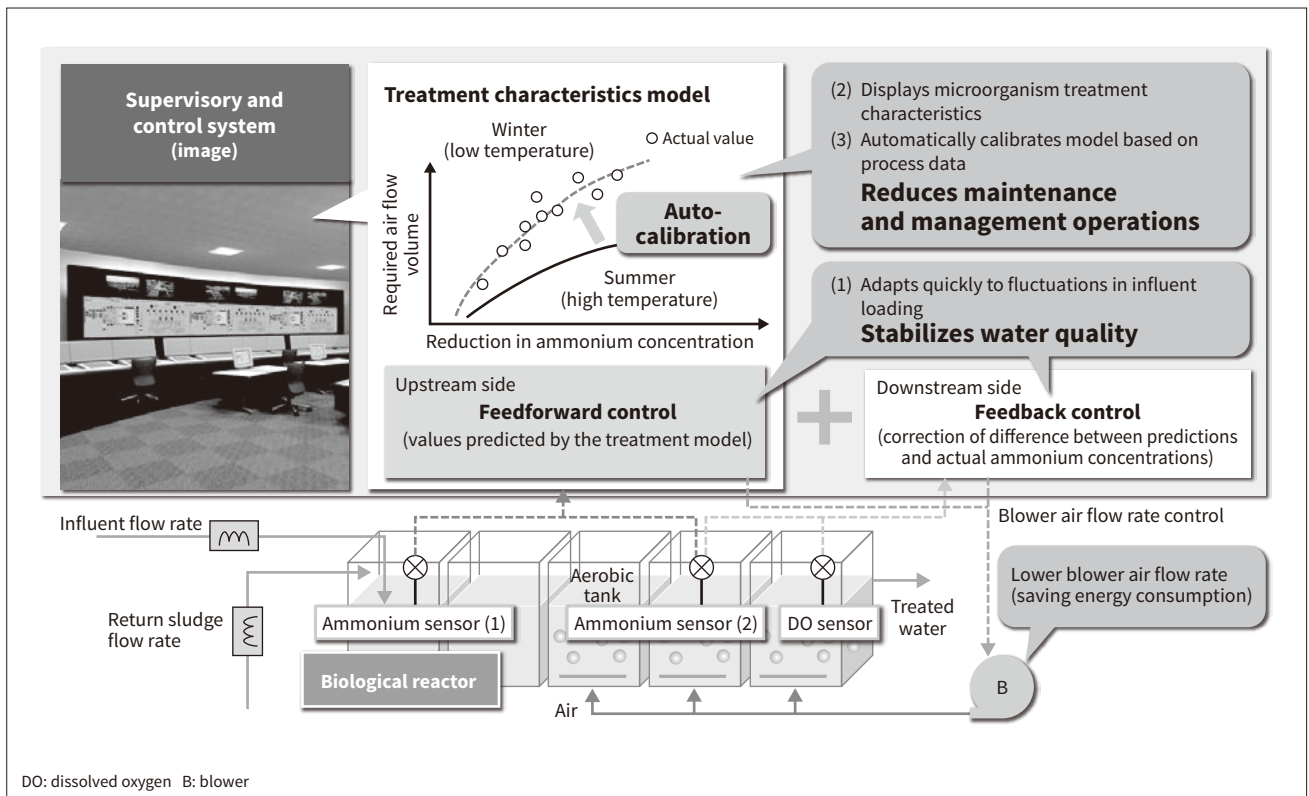 Supervisory and
control system
(image)
Treatment characteristics model
Winter
(low temperature)
Actual value
Required air flow
volume
Auto-
calibration
Summer
(high temperature)
Reduction in ammonium concentration
(2) Displays microorganism treatment
characteristics
(3) Automatically calibrates model based on
process data
Reduces maintenance
and management operations
(1) Adapts quickly to fluctuations in influent
loading
Stabilizes water quality
Upstream side
Feedforward control
(values predicted by the treatment model)
Downstream side
Feedback control
(correction of difference between predictions
and actual ammonium concentrations)
Influent flow rate
Blower air flow rate control
Return sludge
flow rate
Aerobic
tank
Ammonium sensor (1)
Ammonium sensor (2)
DO sensor
Treated
water
Lower blower air flow rate
(saving energy consumption)
Biological reactor
Air
B
DO: dissolved oxygen B: blower